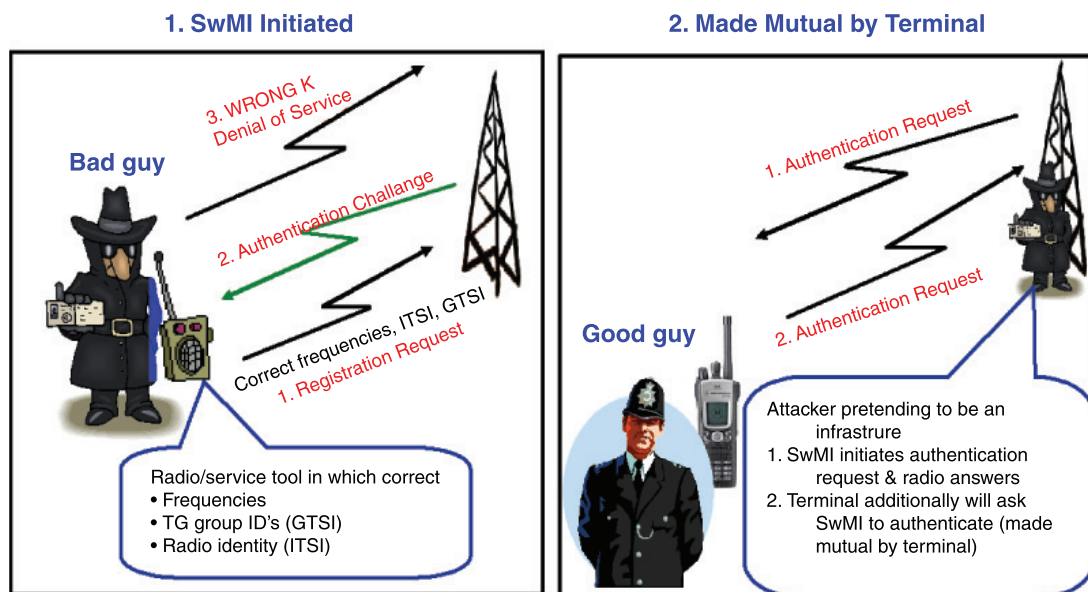 1. SwMI Initiated
3. WRONG K
Denial of Service
Bad guy
2. Authentication Challange
Correct frequencies, ITSI, GTSI
1. Registration Request
Radio/service tool in which correct
• Frequencies
• TG group ID's (GTSI)
• Radio identity (ITSI)
2. Made Mutual by Terminal
1. Authentication Request
2. Authentication Request
Good guy
Attacker pretending to be an
infrastrure
1. SwMI initiates authentication
request & radio answers
2. Terminal additionally will ask
SwMI to authenticate (made
mutual by terminal)